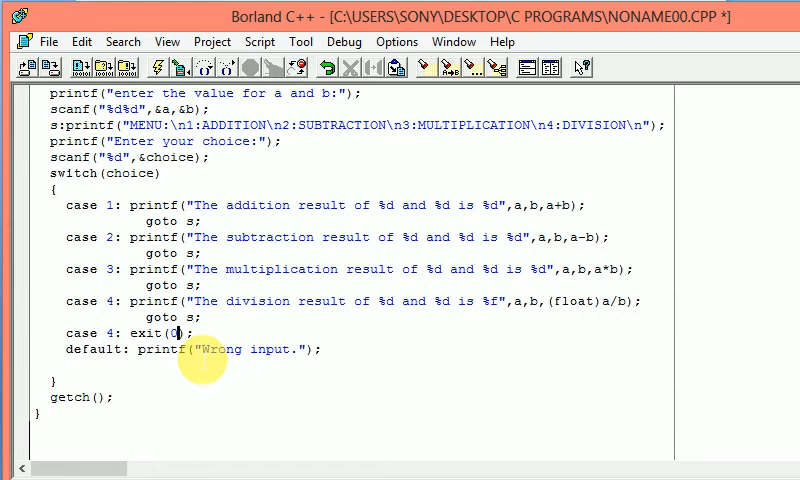 Borland C++ - [C:\USERS\SONY\DESKTOP\C PROGRAMS\NONAME00.CPP *]
File Edit Search View Project Script Tool Debug Options Window Help
printf("enter the value for a and b:");
scanf("%d%d",&a,&b);
s:printf("MENU:\n1:ADDITION\n2:SUBTRACTION\n3:MULTIPLICATION\n4:DIVISION\n");
printf("Enter your choice:");
scanf("%d",&choice);
switch(choice)
{
case 1: printf("The addition result of %d and %d is %d",a,b,a+b);
goto s;
case 2: printf("The subtraction result of %d and %d is %d",a,b,a-b);
goto s;
case 3: printf("The multiplication result of %d and %d is %d",a,b,a*b);
goto s;
case 4: printf("The division result of %d and %d is %f",a,b,(float)a/b);
goto s;
case 4: exit(0);
default: printf("Wrong input.");
}
getch();
}